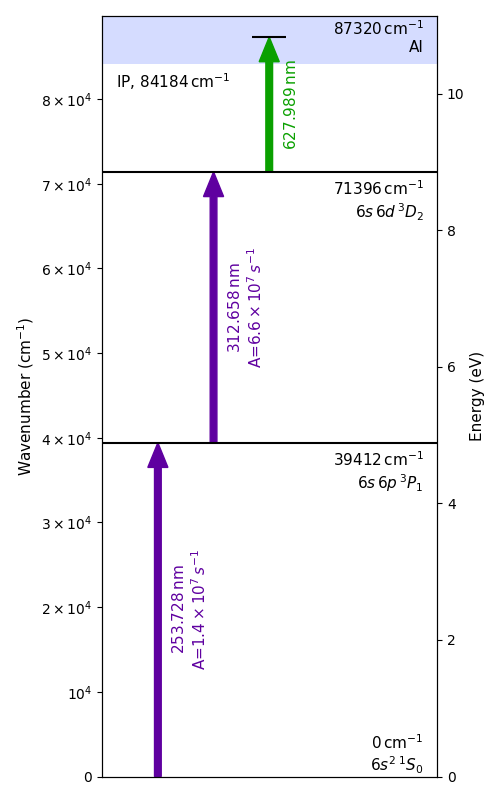 87320 cm⁻¹
AI
IP, 84184 cm⁻¹
627.989 nm
71396 cm⁻¹
6s 6d ³D₂
312.658 nm
A=6.6 × 10⁷ s⁻¹
39412 cm⁻¹
6s 6p ³P₁
253.728 nm
A=1.4 × 10⁷ s⁻¹
0 cm⁻¹
6s² ¹S₀
Wavenumber (cm⁻¹)
8 × 10⁴
7 × 10⁴
6 × 10⁴
5 × 10⁴
4 × 10⁴
3 × 10⁴
2 × 10⁴
10⁴
0
Energy (eV)
10
8
6
4
2
0